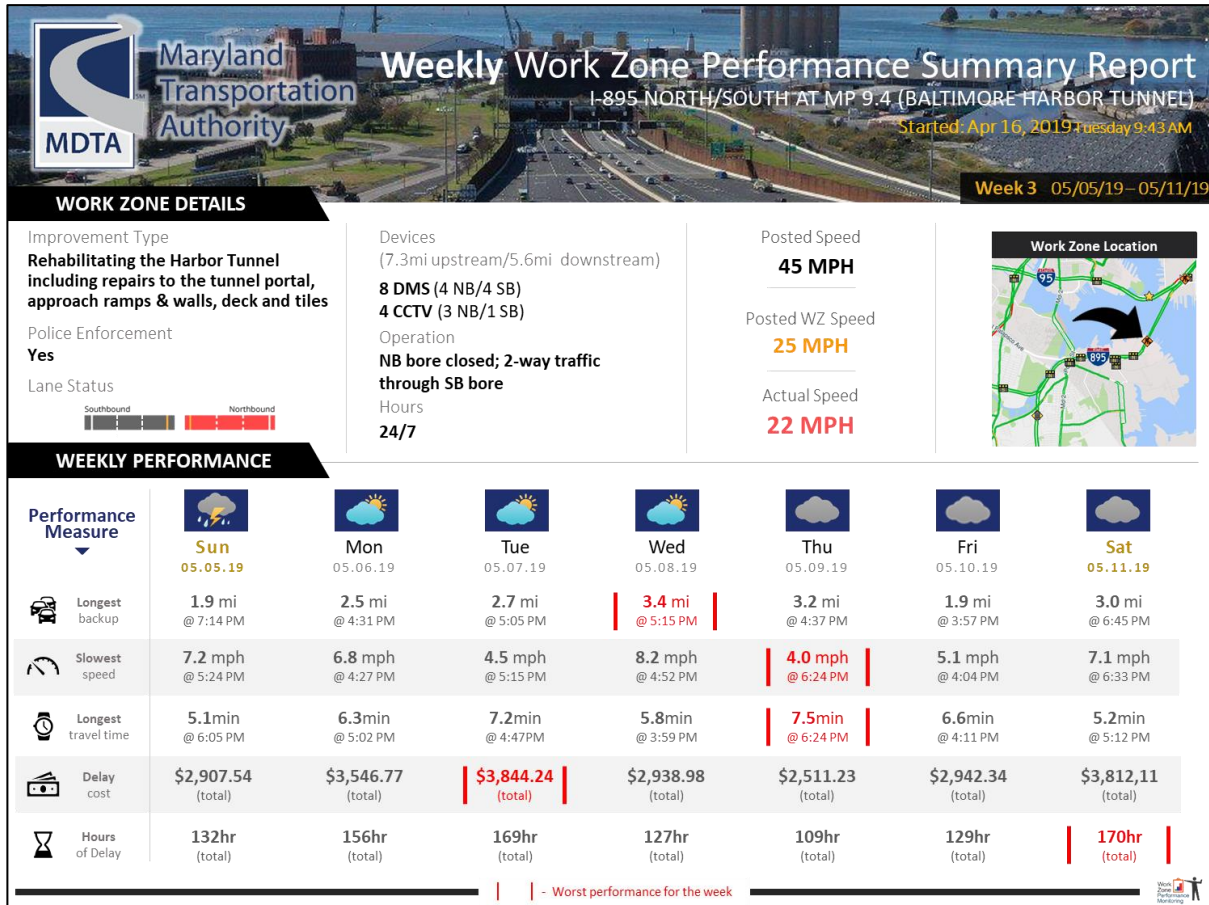 MDTA
Maryland
Transportation
Authority
Weekly Work Zone Performance Summary Report
I-895 NORTH/SOUTH AT MP 9.4 (BALTIMORE HARBOR TUNNEL)
Started: Apr 16, 2019 Tuesday 9:43 AM
Week 3 05/05/19 – 05/11/19
WORK ZONE DETAILS
Improvement Type
Rehabilitating the Harbor Tunnel
including repairs to the tunnel portal,
approach ramps & walls, deck and tiles
Police Enforcement
Yes
Lane Status
Southbound Northbound
Devices
(7.3mi upstream/5.6mi downstream)
8 DMS (4 NB/4 SB)
4 CCTV (3 NB/1 SB)
Operation
NB bore closed; 2-way traffic
through SB bore
Hours
24/7
Posted Speed
45 MPH
Posted WZ Speed
25 MPH
Actual Speed
22 MPH
Work Zone Location
95
895
WEEKLY PERFORMANCE
Performance
Measure
Sun Mon Tue Wed Thu Fri Sat
05.05.19 05.06.19 05.07.19 05.08.19 05.09.19 05.10.19 05.11.19
Longest 1.9 mi 2.5 mi 2.7 mi 3.4 mi 3.2 mi 1.9 mi 3.0 mi
backup @ 7:14 PM @ 4:31 PM @ 5:05 PM @ 5:15 PM @ 4:37 PM @ 3:57 PM @ 6:45 PM
Slowest 7.2 mph 6.8 mph 4.5 mph 8.2 mph 4.0 mph 5.1 mph 7.1 mph
speed @ 5:24 PM @ 4:27 PM @ 5:15 PM @ 4:52 PM @ 6:24 PM @ 4:04 PM @ 6:33 PM
Longest 5.1min 6.3min 7.2min 5.8min 7.5min 6.6min 5.2min
travel time @ 6:05 PM @ 5:02 PM @ 4:47PM @ 3:59 PM @ 6:24 PM @ 4:11 PM @ 5:12 PM
Delay $2,907.54 $3,546.77 $3,844.24 $2,938.98 $2,511.23 $2,942.34 $3,812,11
cost (total) (total) (total) (total) (total) (total) (total)
Hours 132hr 156hr 169hr 127hr 109hr 129hr 170hr
of Delay (total) (total) (total) (total) (total) (total) (total)
- Worst performance for the week
Work
Zone
Performance
Monitoring